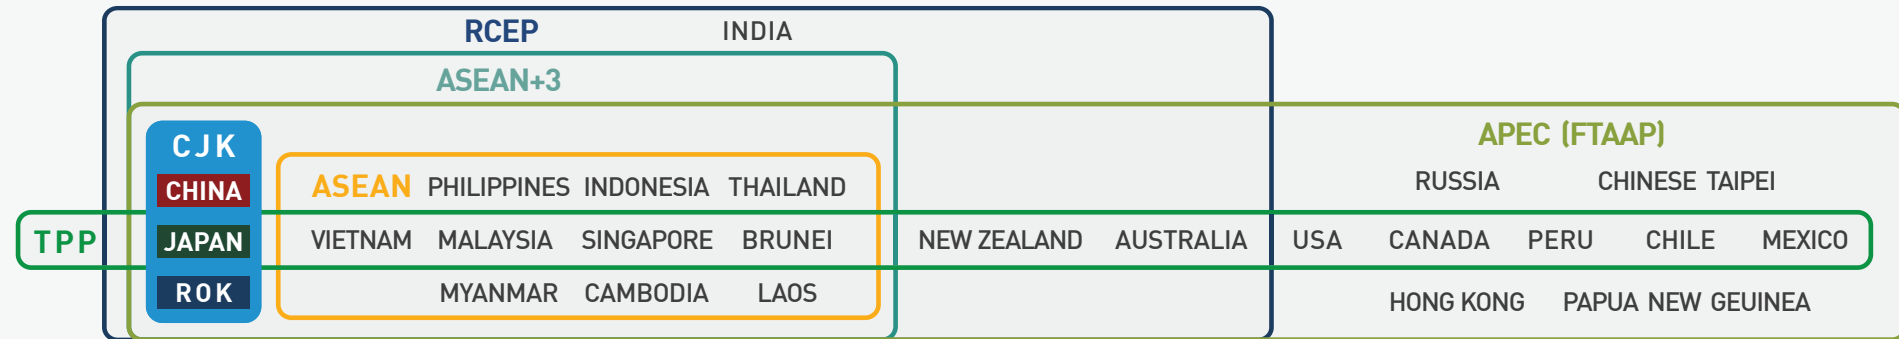 RCEP INDIA
ASEAN+3
APEC (FTAAP)
CJK
CHINA ASEAN PHILIPPINES INDONESIA THAILAND RUSSIA CHINESE TAIPEI
TPP JAPAN VIETNAM MALAYSIA SINGAPORE BRUNEI NEW ZEALAND AUSTRALIA USA CANADA PERU CHILE MEXICO
ROK MYANMAR CAMBODIA LAOS HONG KONG PAPUA NEW GEUINEA